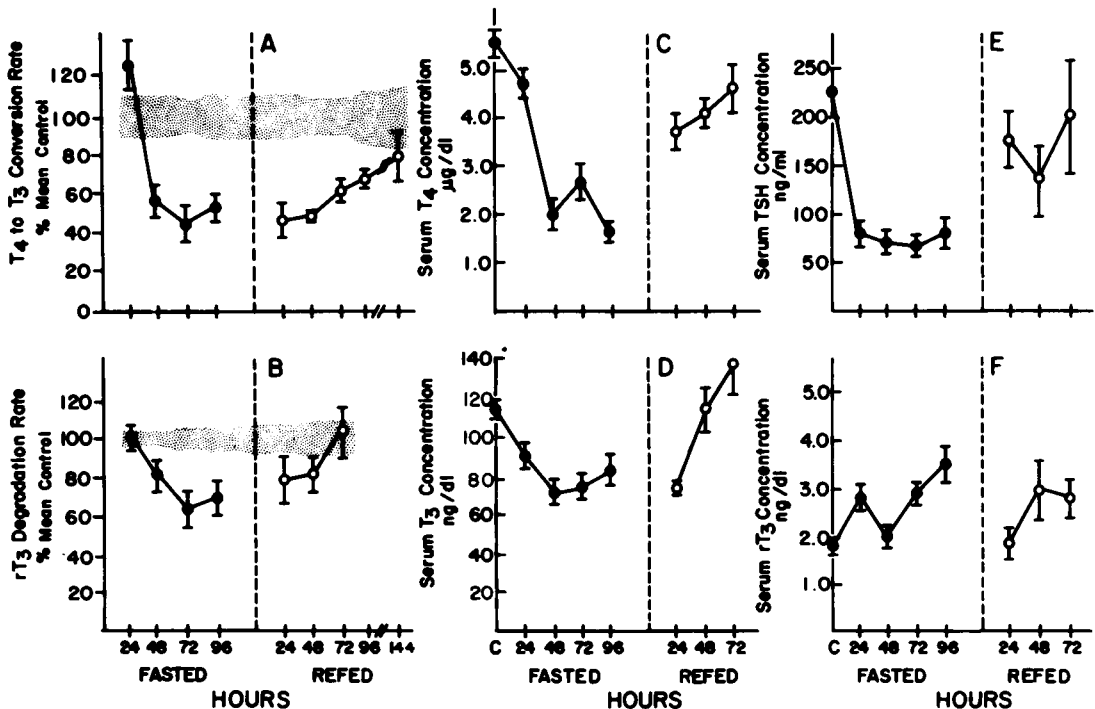 A
T4 to T3 Conversion Rate
% Mean Control
120
100
80
60
40
20
0
C
Serum T4 Concentration
µg/dl
5.0
4.0
3.0
2.0
1.0
E
Serum TSH Concentration
ng/ml
250
200
150
100
50
B
rT3 Degradation Rate
% Mean Control
120
100
80
60
40
20
24 48 72 96
24 48 72 96 144
FASTED
REFED
HOURS
D
Serum T3 Concentration
ng/dl
140
120
100
80
60
40
20
C 24 48 72 96
24 48 72
FASTED
REFED
HOURS
F
Serum rT3 Concentration
ng/dl
5.0
4.0
3.0
2.0
1.0
C 24 48 72 96
24 48 72
FASTED
REFED
HOURS